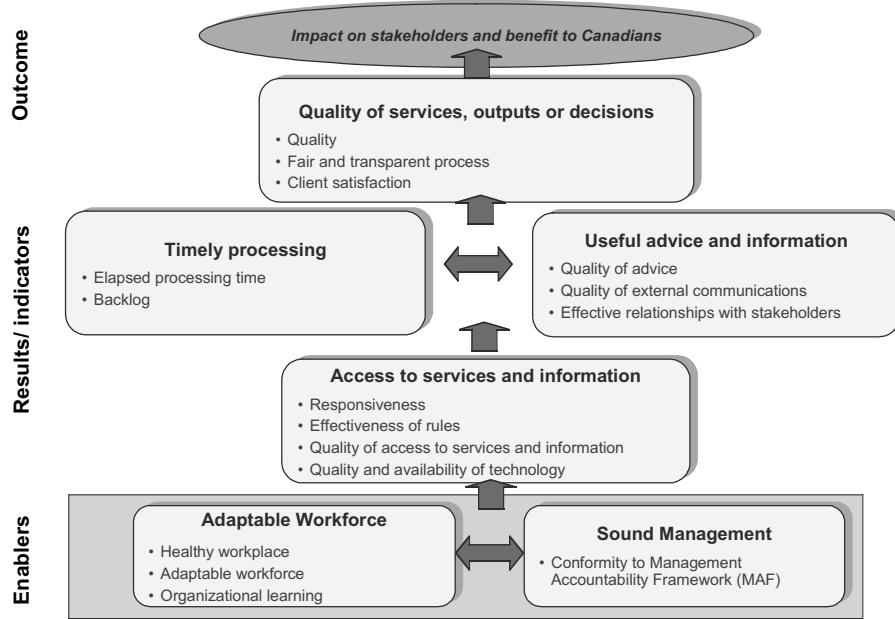 Outcome
Impact on stakeholders and benefit to Canadians
Quality of services, outputs or decisions
• Quality
• Fair and transparent process
• Client satisfaction
Results/ indicators
Timely processing
• Elapsed processing time
• Backlog
Useful advice and information
• Quality of advice
• Quality of external communications
• Effective relationships with stakeholders
Access to services and information
• Responsiveness
• Effectiveness of rules
• Quality of access to services and information
• Quality and availability of technology
Enablers
Adaptable Workforce
• Healthy workplace
• Adaptable workforce
• Organizational learning
Sound Management
• Conformity to Management
Accountability Framework (MAF)